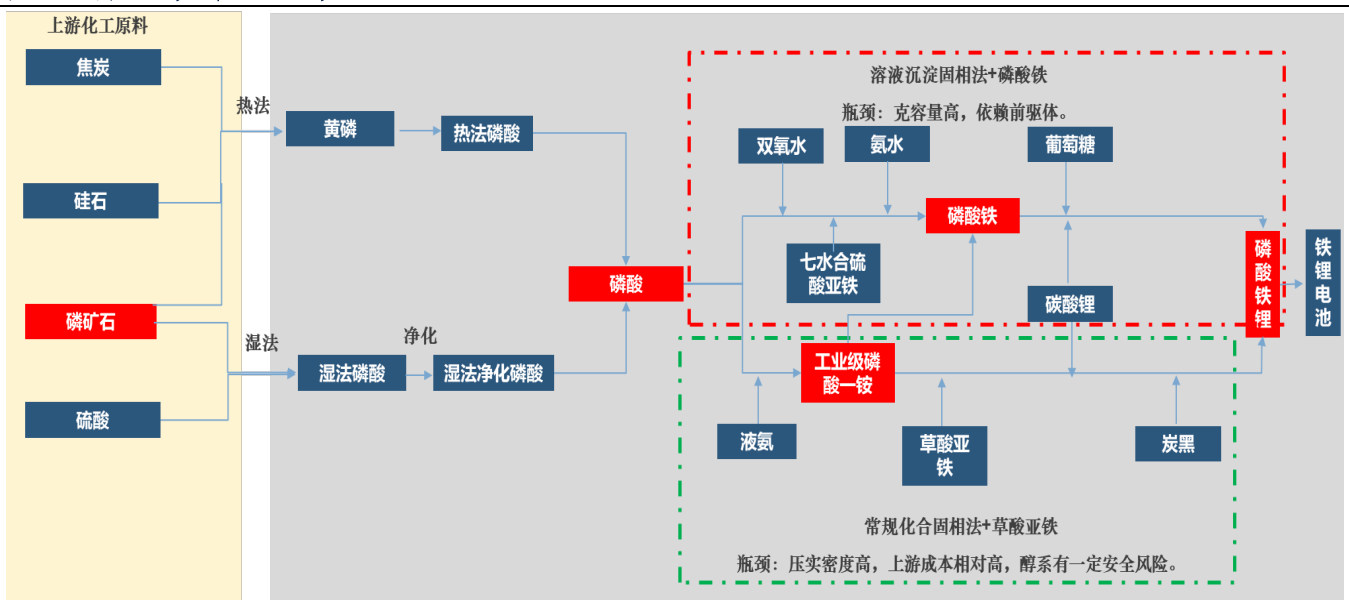 上游化工原料
焦炭
硅石
磷矿石
硫酸
热法
湿法
黄磷
热法磷酸
净化
湿法磷酸
湿法净化磷酸
磷酸
溶液沉淀固相法+磷酸铁
瓶颈：克容量高，依赖前驱体。
双氧水
氨水
葡萄糖
磷酸铁
七水合硫
酸亚铁
碳酸锂
磷
酸
铁
锂
铁
锂
电
池
工业级磷
酸一铵
液氨
草酸亚
铁
炭黑
常规化合固相法+草酸亚铁
瓶颈：压实密度高，上游成本相对高，醇系有一定安全风险。